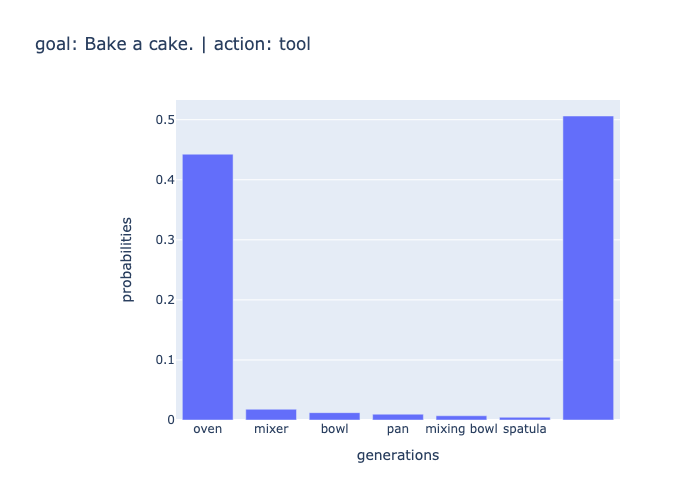 goal: Bake a cake. | action: tool
probabilities
0.5
0.4
0.3
0.2
0.1
0
oven mixer bowl pan mixing bowl spatula
generations